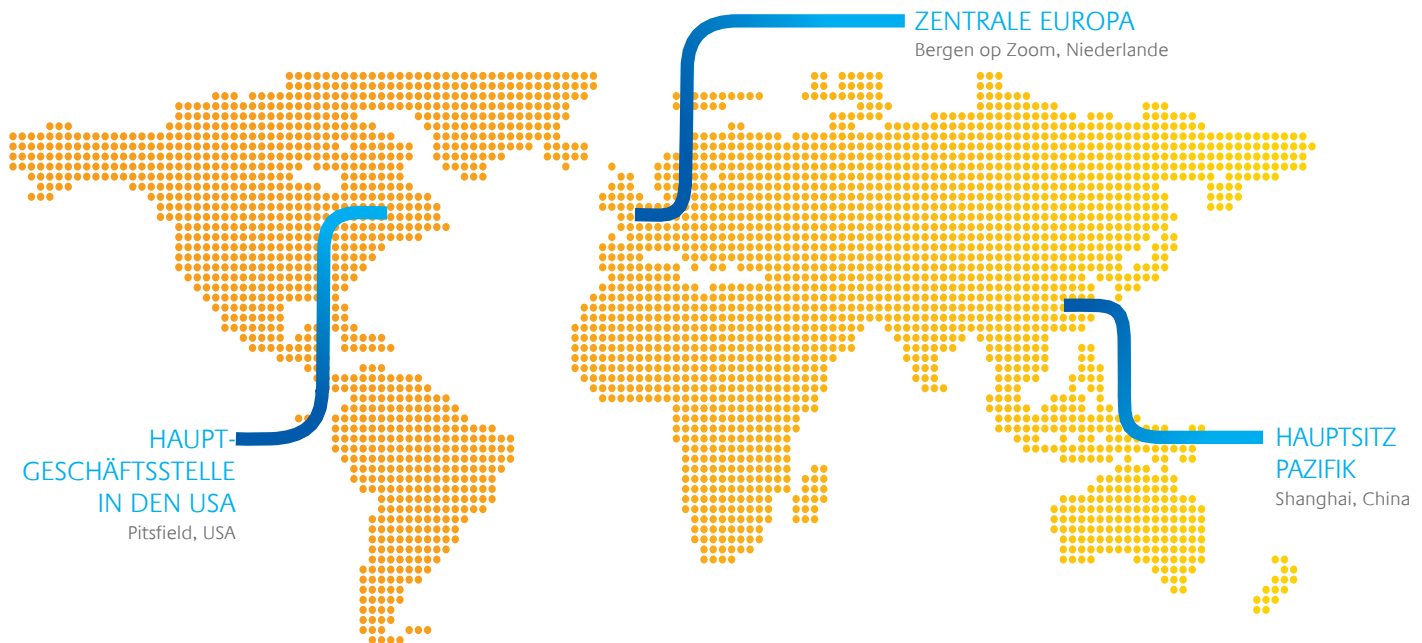 ZENTRALE EUROPA
Bergen op Zoom, Niederlande
HAUPT-
GESCHÄFTSSTELLE
IN DEN USA
Pitsfield, USA
HAUPTSITZ
PAZIFIK
Shanghai, China